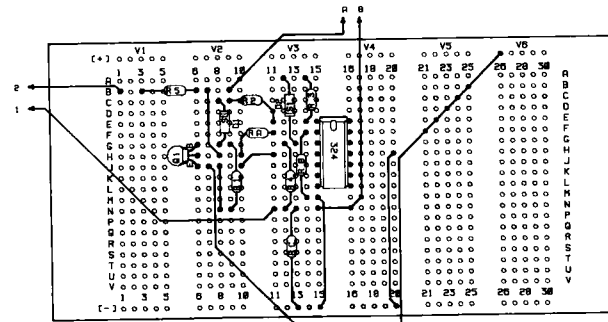 A B
V1 V2 V3 V4 V5 V6
[+]
1 3 5 6 8 10 11 13 15 16 18 20 21 23 25 26 28 30
A A
2 B B
C C
1 D D
E E
F F
G G
H H
J J
K K
L L
M M
N N
P P
Q Q
R R
S S
T T
U U
V V
R5
R2
RA
324
Q1
1 3 5 6 8 10 11 13 15 16 18 20 21 23 25 26 28 30
[-]